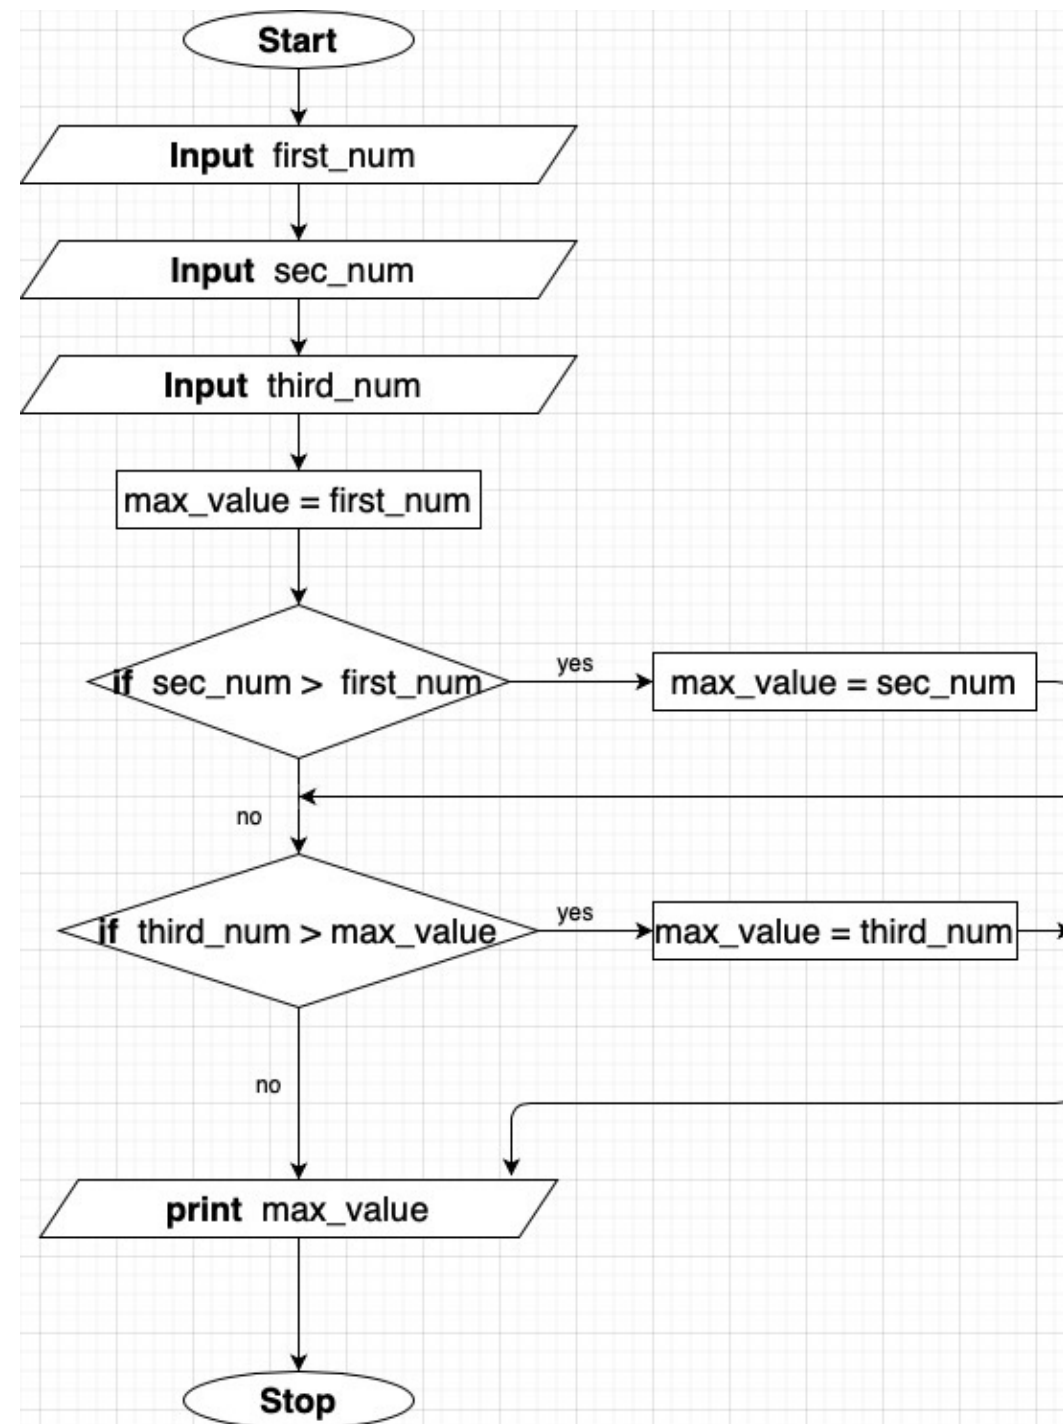 Start
Input first_num
Input sec_num
Input third_num
max_value = first_num
if sec_num > first_num
yes
max_value = sec_num
no
if third_num > max_value
yes
max_value = third_num
no
print max_value
Stop